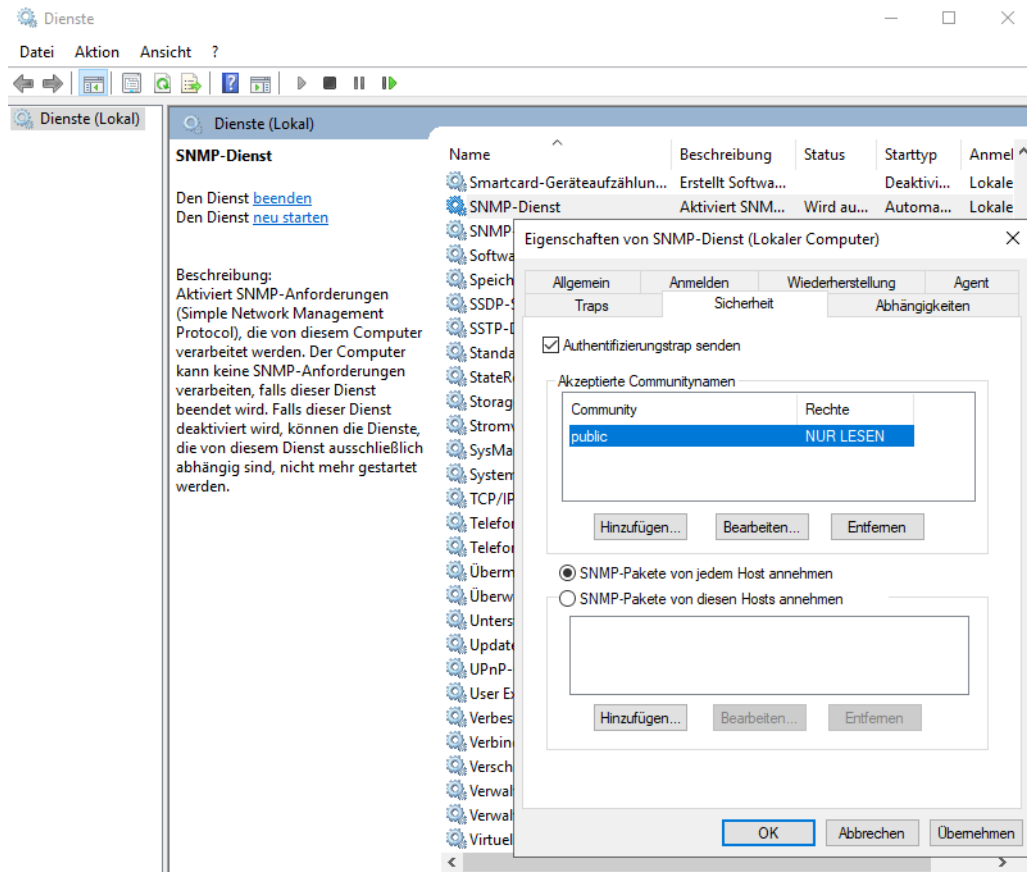 Dienste
Datei Aktion Ansicht ?
Dienste (Lokal)
Dienste (Lokal)
SNMP-Dienst
Den Dienst beenden
Den Dienst neu starten
Beschreibung:
Aktiviert SNMP-Anforderungen
(Simple Network Management
Protocol), die von diesem Computer
verarbeitet werden. Der Computer
kann keine SNMP-Anforderungen
verarbeiten, falls dieser Dienst
beendet wird. Falls dieser Dienst
deaktiviert wird, können die Dienste,
die von diesem Dienst ausschließlich
abhängig sind, nicht mehr gestartet
werden.
Name Beschreibung Status Starttyp Anmel
Smartcard-Geräteaufzählun... Erstellt Softwa... Deaktivi... Lokale
SNMP-Dienst Aktiviert SNM... Wird au... Automa... Lokale
SNMP-
Softwa
Speich
SSDP-S
SSTP-D
Standa
StateRe
Storag
Stromv
SysMa
System
TCP/IP
Telefor
Telefor
Überm
Überw
Unters
Update
UPnP-
User Ex
Verbes
Verbin
Versch
Verwal
Verwal
Virtuel
Eigenschaften von SNMP-Dienst (Lokaler Computer)
Allgemein Anmelden Wiederherstellung Agent
Traps Sicherheit Abhängigkeiten
Authentifizierungstrap senden
Akzeptierte Communitynamen
Community Rechte
public NUR LESEN
Hinzufügen... Bearbeiten... Entfernen
SNMP-Pakete von jedem Host annehmen
SNMP-Pakete von diesen Hosts annehmen
Hinzufügen... Bearbeiten... Entfernen
OK Abbrechen Übernehmen